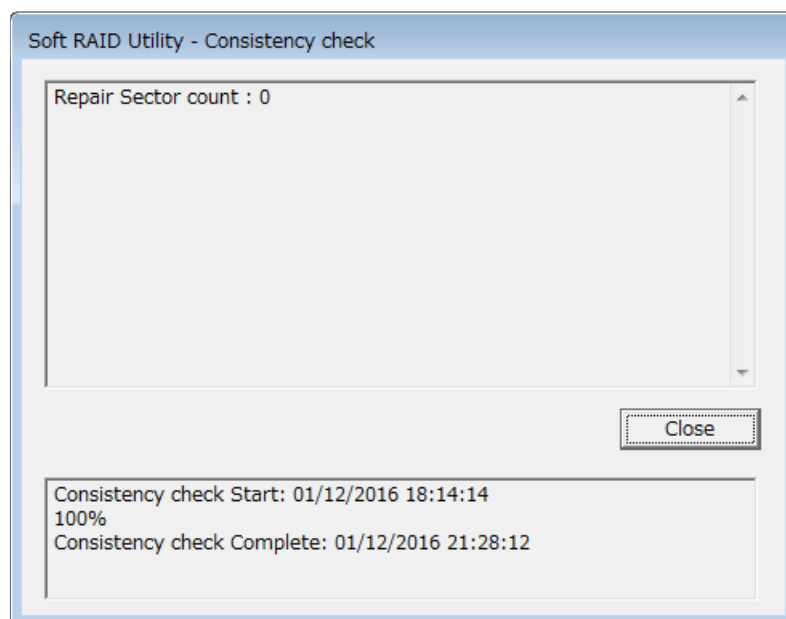 Soft RAID Utility - Consistency check
Repair Sector count : 0
Close
Consistency check Start: 01/12/2016 18:14:14
100%
Consistency check Complete: 01/12/2016 21:28:12